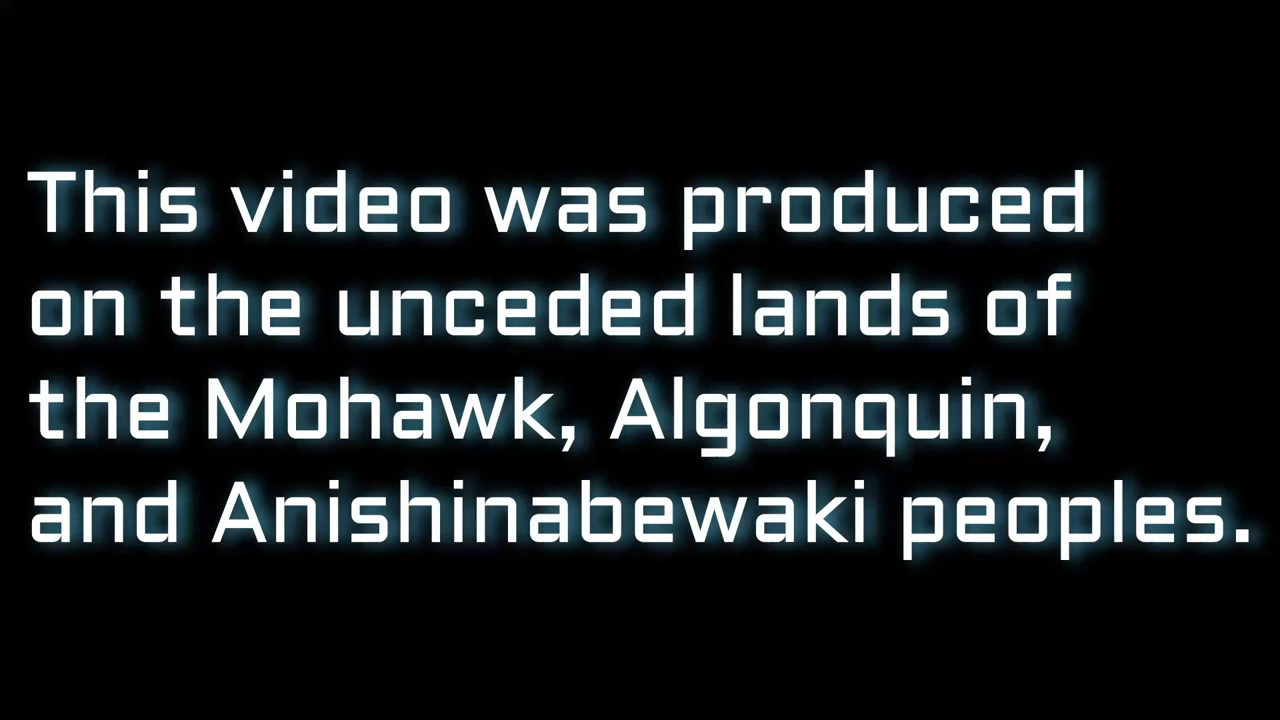 This video was produced
on the unceded lands of
the Mohawk, Algonquin,
and Anishinabewaki peoples.